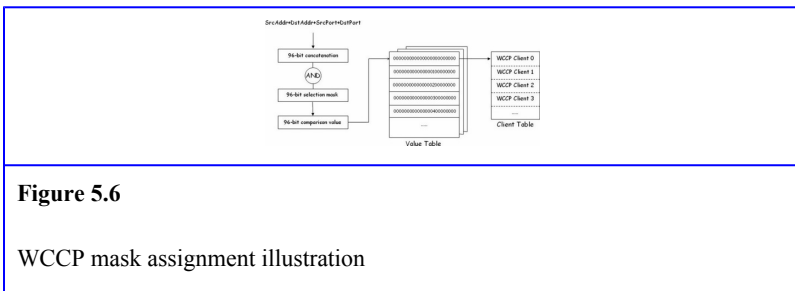 SrcAddr+DstAddr+SrcPort+DstPort
96-bit concatenation
AND
96-bit selection mask
96-bit comparison value
....
Value Table
WCCP Client 0
WCCP Client 1
WCCP Client 2
WCCP Client 3
....
Client Table
Figure 5.6
WCCP mask assignment illustration